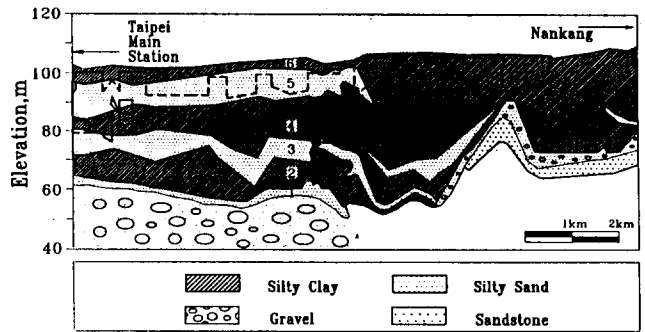 120
100
80
60
40
Elevation,m
Taipei
Main
Station
Nankang
6
5
4
3
2
1
1km 2km
Silty Clay
Silty Sand
Gravel
Sandstone